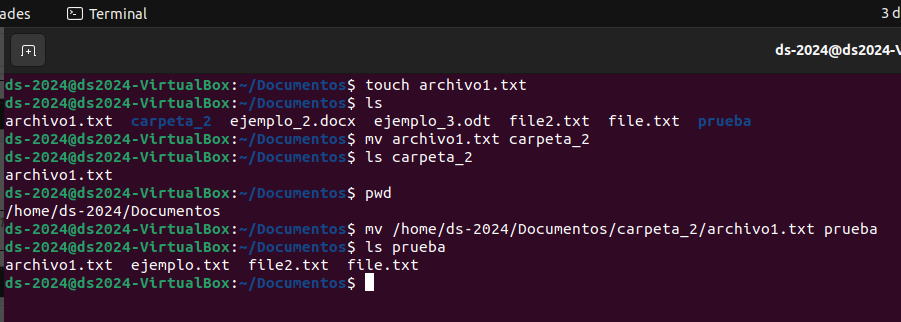 ades Terminal 3 d
ds-2024@ds2024-
ds-2024@ds2024-VirtualBox:~/Documentos$ touch archivo1.txt
ds-2024@ds2024-VirtualBox:~/Documentos$ ls
archivo1.txt carpeta_2 ejemplo_2.docx ejemplo_3.odt file2.txt file.txt prueba
ds-2024@ds2024-VirtualBox:~/Documentos$ mv archivo1.txt carpeta_2
ds-2024@ds2024-VirtualBox:~/Documentos$ ls carpeta_2
archivo1.txt
ds-2024@ds2024-VirtualBox:~/Documentos$ pwd
/home/ds-2024/Documentos
ds-2024@ds2024-VirtualBox:~/Documentos$ mv /home/ds-2024/Documentos/carpeta_2/archivo1.txt prueba
ds-2024@ds2024-VirtualBox:~/Documentos$ ls prueba
archivo1.txt ejemplo.txt file2.txt file.txt
ds-2024@ds2024-VirtualBox:~/Documentos$